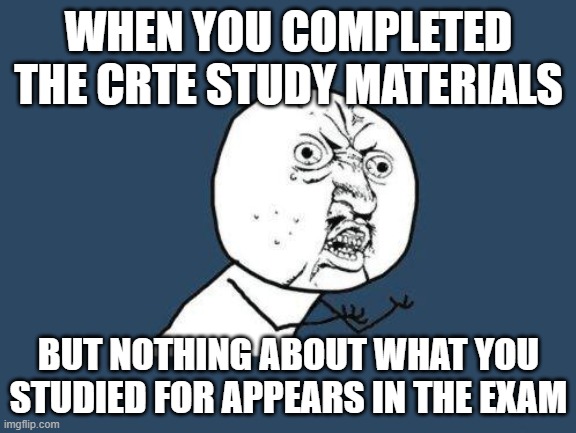 WHEN YOU COMPLETED
THE CRTE STUDY MATERIALS
BUT NOTHING ABOUT WHAT YOU
STUDIED FOR APPEARS IN THE EXAM
imgflip.com